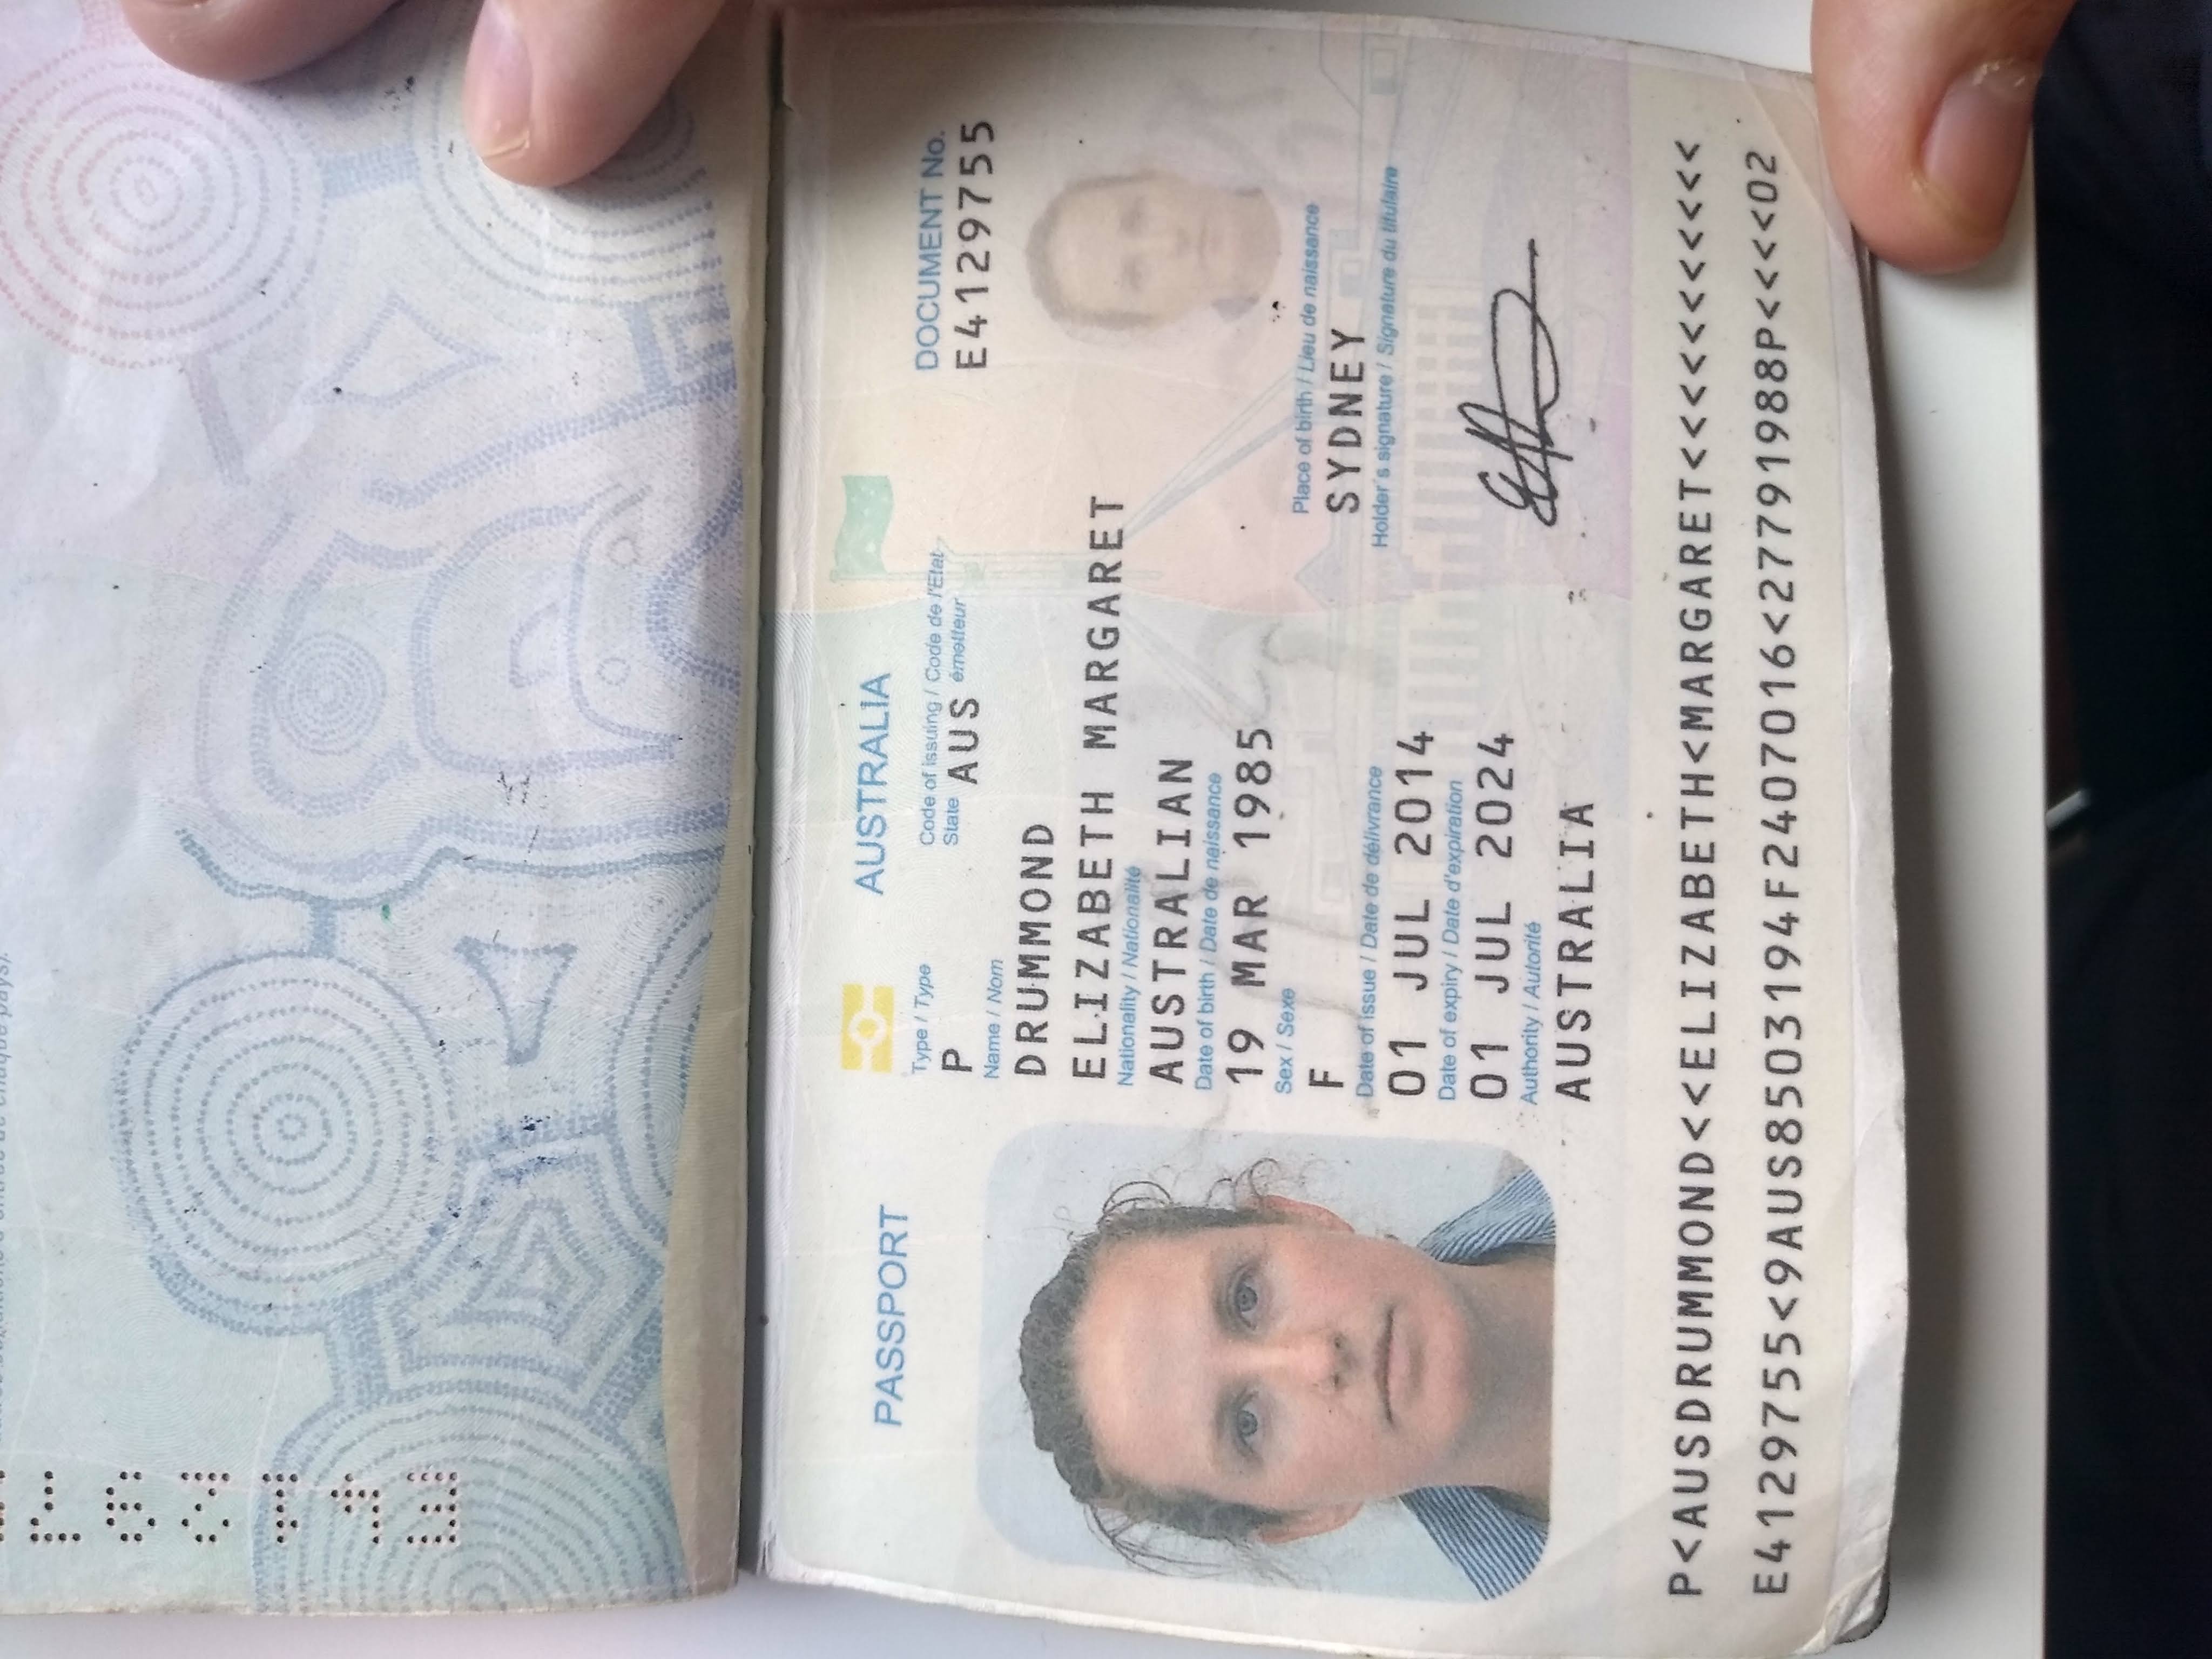 autres conditions d'entrée de chaque pays).
E41297
PASSPORT
AUSTRALIA
Type / Type
P
Code of issuing / Code de l'Etat
State AUS émetteur
DOCUMENT No.
E4129755
Name / Nom
DRUMMOND
ELIZABETH MARGARET
Nationality / Nationalité
AUSTRALIAN
Date of birth / Date de naissance
19 MAR 1985
Sex / Sexe
F
Place of birth / Lieu de naissance
SYDNEY
Date of issue / Date de délivrance
01 JUL 2014
Holder's signature / Signature du titulaire
Date of expiry / Date d'expiration
01 JUL 2024
Authority / Autorité
AUSTRALIA
P<AUSDRUMMOND<<ELIZABETH<MARGARET<<<<<<<<<<<
E4129755<9AUS8503194F2407016<27791988P<<<<02